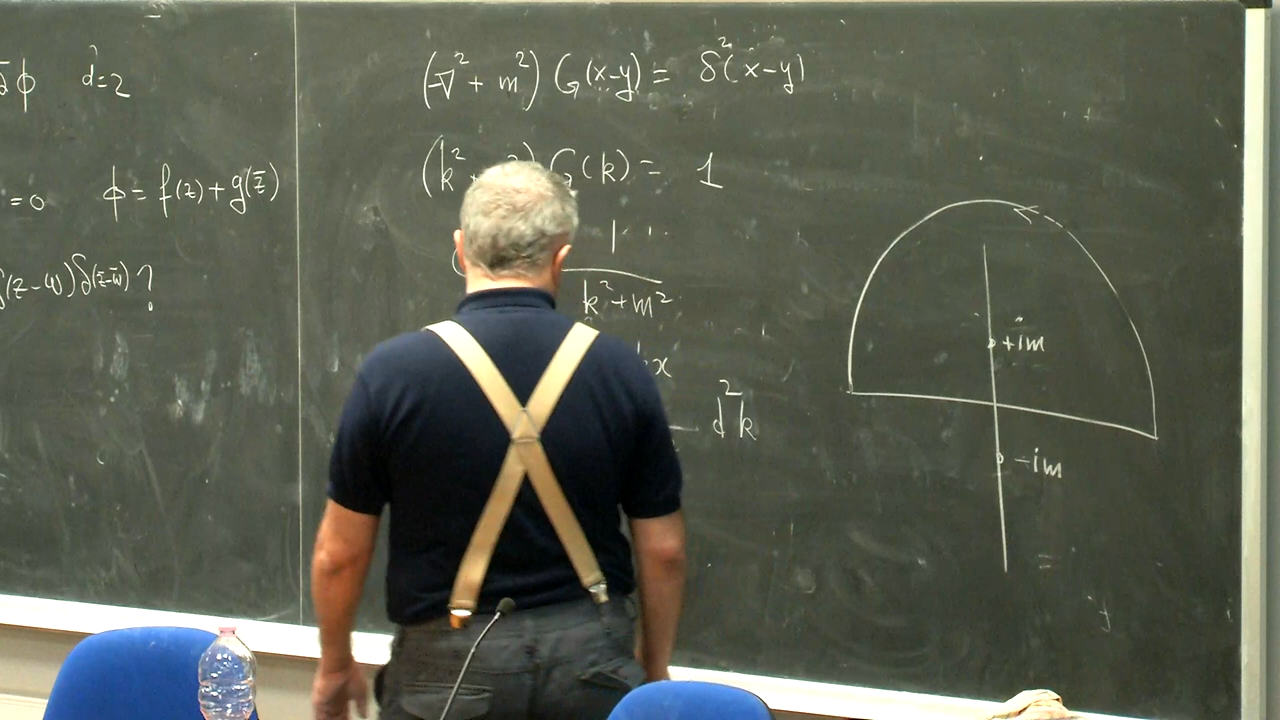 ∂̄ϕ d=2
= 0 ϕ = f(z) + g(z̄)
δ(z-w) δ(z̄-w̄) ?
(-∇² + m²) G(x-y) = δ²(x-y)
(k² G(k) = 1
1
k²+m²
x
d²k
+im
-im